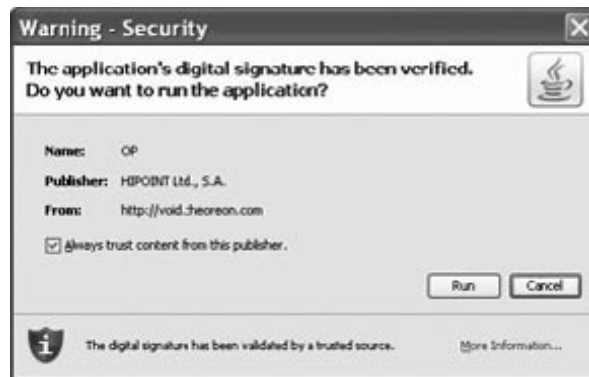 Warning - Security
The application's digital signature has been verified.
Do you want to run the application?
Name: OP
Publisher: HIPOINT Ltd., S.A.
From: http://void.:heoreon.com
Always trust content from this publisher.
Run Cancel
The digital signature has been validated by a trusted source. More Information...